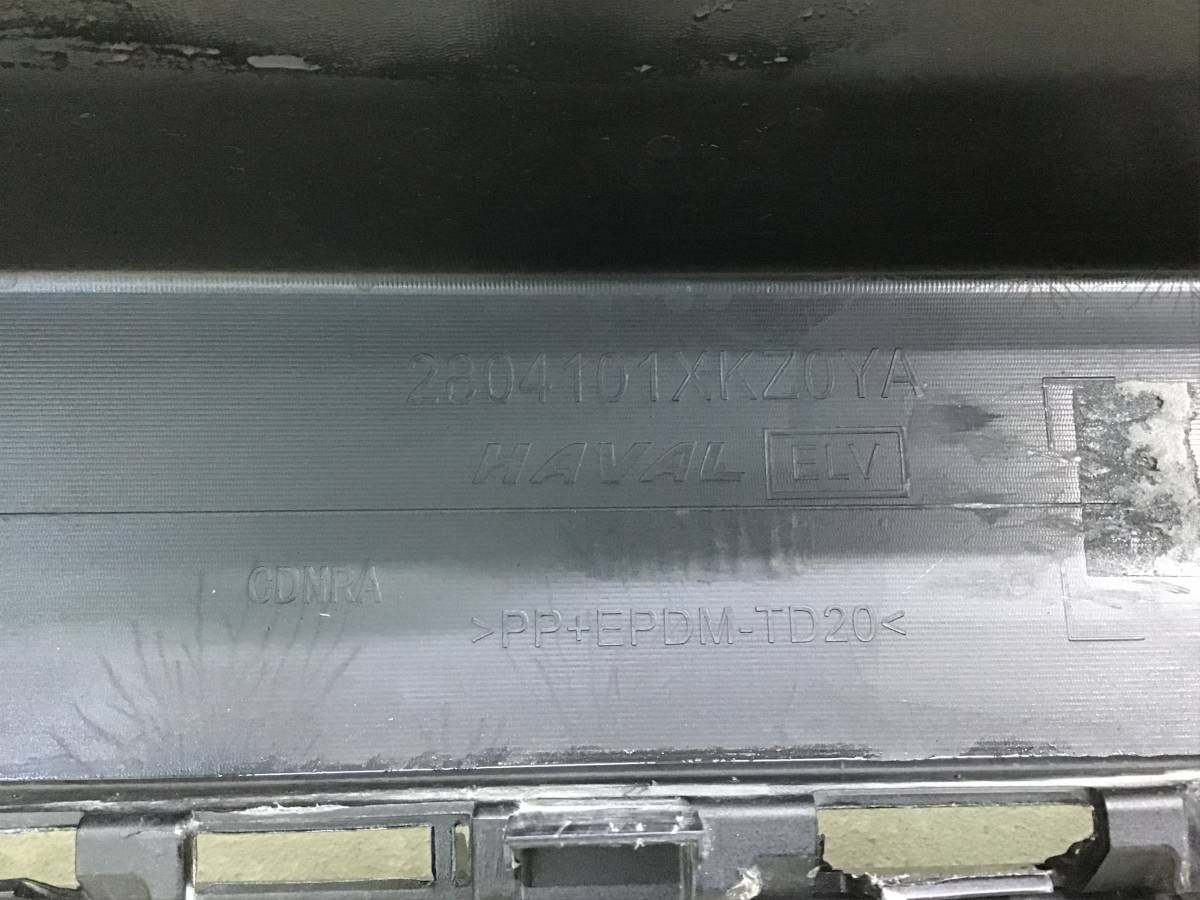 2804101XKZ0YA
HAVAL ELV
CDNRA
>PP+EPDM-TD20<